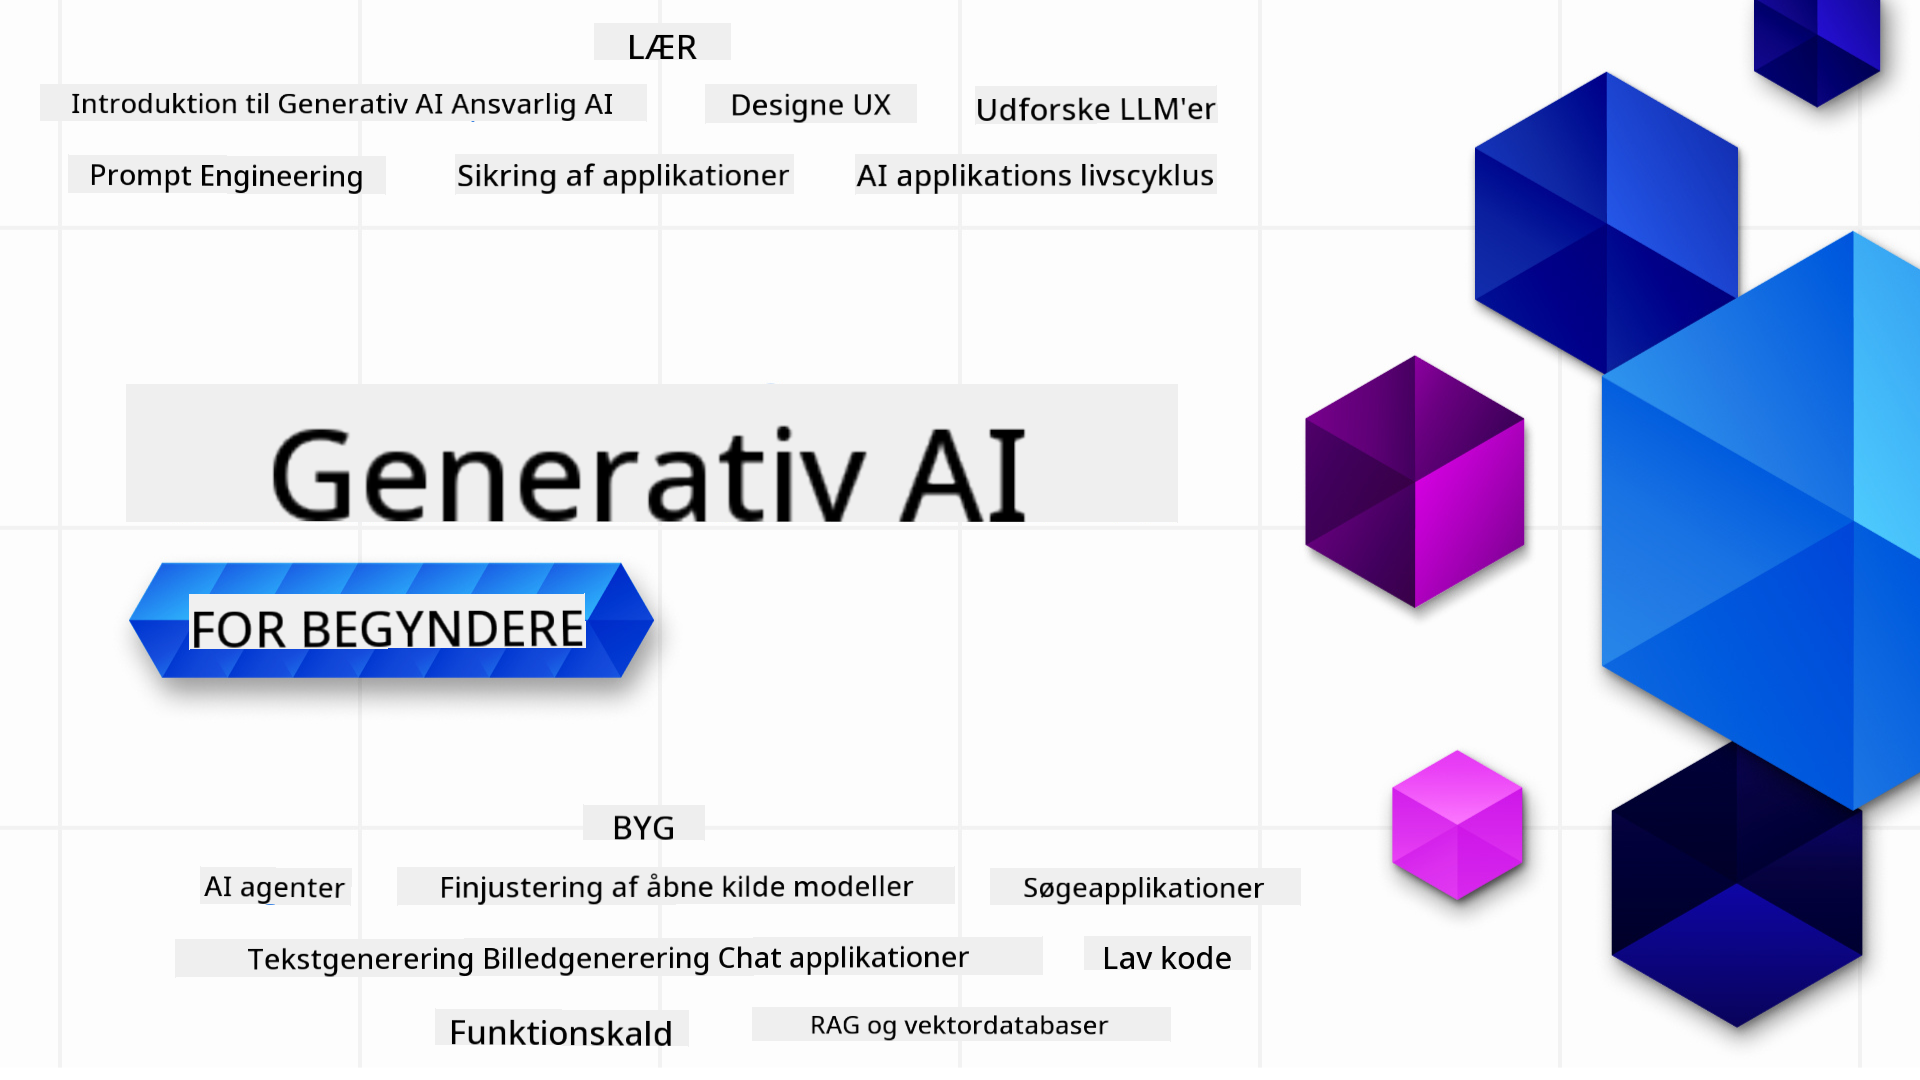 LÆR
Introduktion til Generativ AI Ansvarlig AI
Designe UX
Udforske LLM'er
Prompt Engineering
Sikring af applikationer
AI applikations livscyklus
Generativ AI
FOR BEGYNDERE
BYG
AI agenter
Finjustering af åbne kilde modeller
Søgeapplikationer
Tekstgenerering Billedgenerering Chat applikationer
Lav kode
Funktionskald
RAG og vektordatabaser